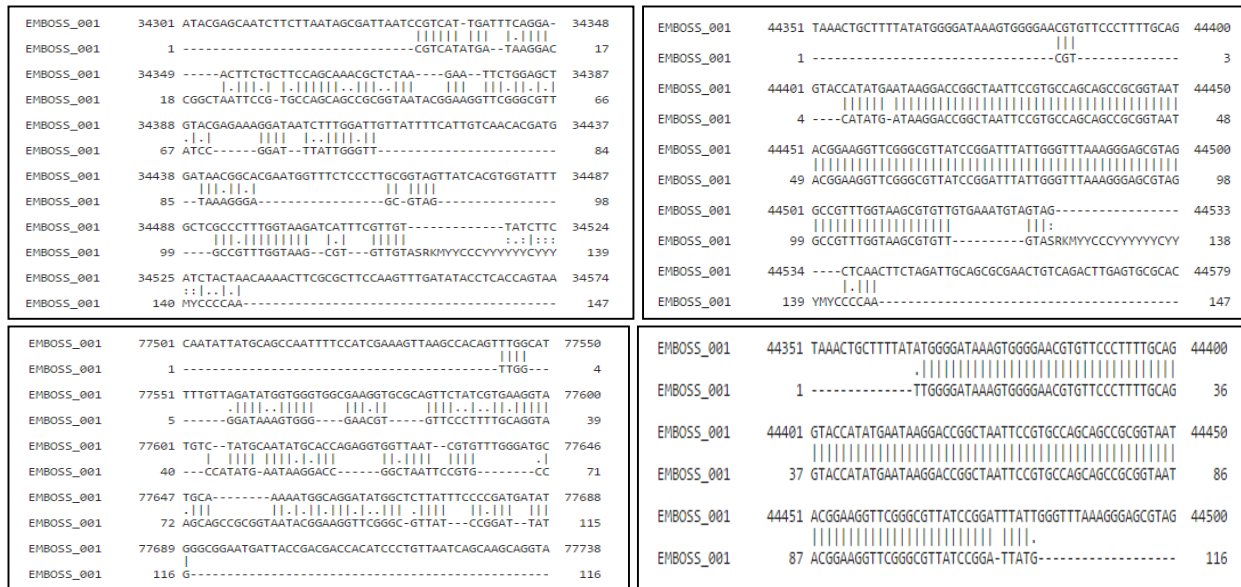 EMBOSS_001 34301 ATACGAGCAATCTTCTTAATAGCGATTAATCCGTCAT-TGATTTCAGGA- 34348
EMBOSS_001 1 -------------------------------CGTCATATGA--TAAGGAC 17
EMBOSS_001 34349 -----ACTTCTGCTTCCAGCAAACGCTCTAA----GAA--TTCTGGAGCT 34387
EMBOSS_001 18 CGGCTAATTCCG-TGCCAGCAGCCGCGGTAATACGGAAGGTTCGGGCGTT 66
EMBOSS_001 34388 GTACGAGAAAGGATAATCTTTGGATTGTTATTTTCATTGTCAACACGATG 34437
EMBOSS_001 67 ATCC------GGAT--TTATTGGGTT------------------------ 84
EMBOSS_001 34438 GATAACGGCACGAATGGTTTCTCCCTTGCGGTAGTTATCACGTGGTATTT 34487
EMBOSS_001 85 --TAAAGGGA----------------GC-GTAG----------------- 98
EMBOSS_001 34488 GCTCGCCCTTTGGTAAGATCATTTCGTTGT------------TATCTTC 34524
EMBOSS_001 99 ---GCCGTTTGGTAAG--CGT---GTTGTASRKMYYCCCYYYYYYCYYY 139
EMBOSS_001 34525 ATCTACTAACAAAACTTCGCGCTTCCAAGTTTGATATACCTCACCAGTAA 34574
EMBOSS_001 140 MYCCCCAA------------------------------------------ 147
EMBOSS_001 44351 TAAACTGCTTTTATATGGGGATAAAGTGGGGAACGTGTTCCCTTTTGCAG 44400
EMBOSS_001 1 ---------------------------------CGT-------------- 3
EMBOSS_001 44401 GTACCATATGAATAAGGACCGGCTAATTCCGTGCCAGCAGCCGCGGTAAT 44450
EMBOSS_001 4 ----CATATG-ATAAGGACCGGCTAATTCCGTGCCAGCAGCCGCGGTAAT 48
EMBOSS_001 44451 ACGGAAGGTTCGGGCGTTATCCGGATTTATTGGGTTTAAAGGGAGCGTAG 44500
EMBOSS_001 49 ACGGAAGGTTCGGGCGTTATCCGGATTTATTGGGTTTAAAGGGAGCGTAG 98
EMBOSS_001 44501 GCCGTTTGGTAAGCGTGTTGTGAAATGTAGTAG----------------- 44533
EMBOSS_001 99 GCCGTTTGGTAAGCGTGTT----------GTASRKMYYCCCYYYYYYCYY 138
EMBOSS_001 44534 ----CTCAACTTCTAGATTGCAGCGCGAACTGTCAGACTTGAGTGCGCAC 44579
EMBOSS_001 139 YMYCCCCAA----------------------------------------- 147
EMBOSS_001 77501 CAATATTATGCAGCCAATTTTCCATCGAAAGTTAAGCCACAGTTTGGCAT 77550
EMBOSS_001 1 -------------------------------------------TTGG--- 4
EMBOSS_001 77551 TTTGTTAGATATGGTGGGTGGCGAAGGTGCGCAGTTCTATCGTGAAGGTA 77600
EMBOSS_001 5 ------GGATAAAGTGGG----GAACGT----GTTCCCTTTTGCAGGTA 39
EMBOSS_001 77601 TGTC--TATGCAATATGCACCAGAGGTGGTTAAT--CGTGTTTGGGATGC 77646
EMBOSS_001 40 ---CCATATG-AATAAGGACC------GGCTAATTCCGTG--------CC 71
EMBOSS_001 77647 TGCA--------AAAATGGCAGGATATGGCTCTTATTTCCCCGATGATAT 77688
EMBOSS_001 72 AGCAGCCGCGGTAATACGGAAGGTTCGGGC-GTTAT---CCGGAT--TAT 115
EMBOSS_001 77689 GGGCGGAATGATTACCGACGACCACATCCCTGTTAATCAGCAAGCAGGTA 77738
EMBOSS_001 116 G------------------------------------------------- 116
EMBOSS_001 44351 TAAACTGCTTTTATATGGGGATAAAGTGGGGAACGTGTTCCCTTTTGCAG 44400
EMBOSS_001 1 --------------TTGGGGATAAAGTGGGGAACGTGTTCCCTTTTGCAG 36
EMBOSS_001 44401 GTACCATATGAATAAGGACCGGCTAATTCCGTGCCAGCAGCCGCGGTAAT 44450
EMBOSS_001 37 GTACCATATGAATAAGGACCGGCTAATTCCGTGCCAGCAGCCGCGGTAAT 86
EMBOSS_001 44451 ACGGAAGGTTCGGGCGTTATCCGGATTTATTGGGTTTAAAGGGAGCGTAG 44500
EMBOSS_001 87 ACGGAAGGTTCGGGCGTTATCCGGA-TTATG------------------- 116